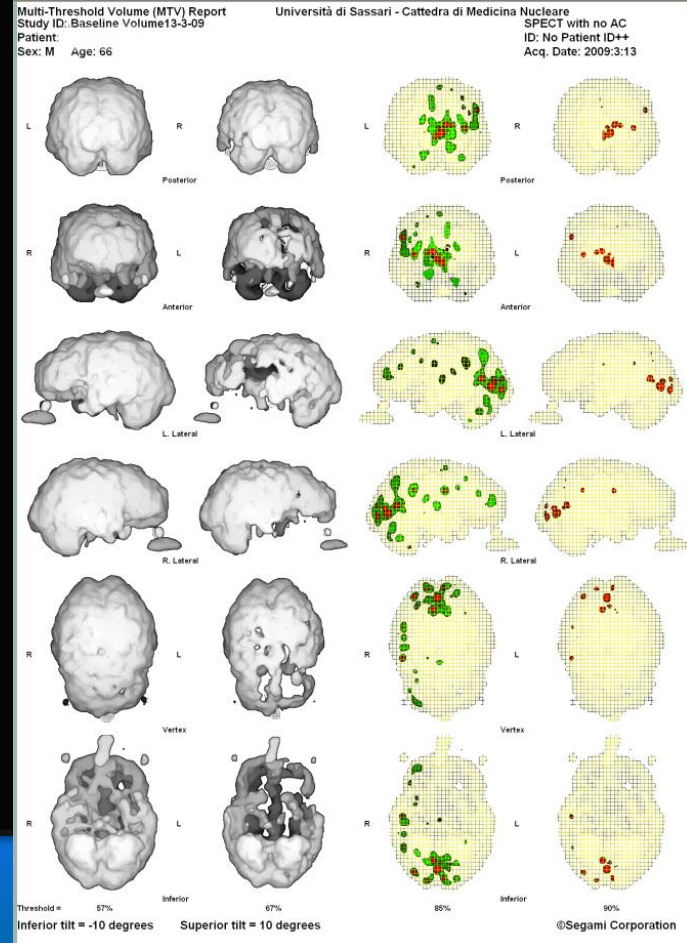 Multi-Threshold Volume (MTV) Report Università di Sassari - Cattedra di Medicina Nucleare
Study ID: Baseline Volume13-3-09 SPECT with no AC
Patient: ID: No Patient ID++
Sex: M Age: 66 Acq. Date: 2009:3:13
L R L R
Posterior Posterior
R L R L
Anterior Anterior
L. Lateral L. Lateral
R. Lateral R. Lateral
R L R L
Vertex Vertex
R L R L
Inferior Inferior
Threshold = 57% 67% 85% 90%
Inferior tilt = -10 degrees Superior tilt = 10 degrees ©Segami Corporation